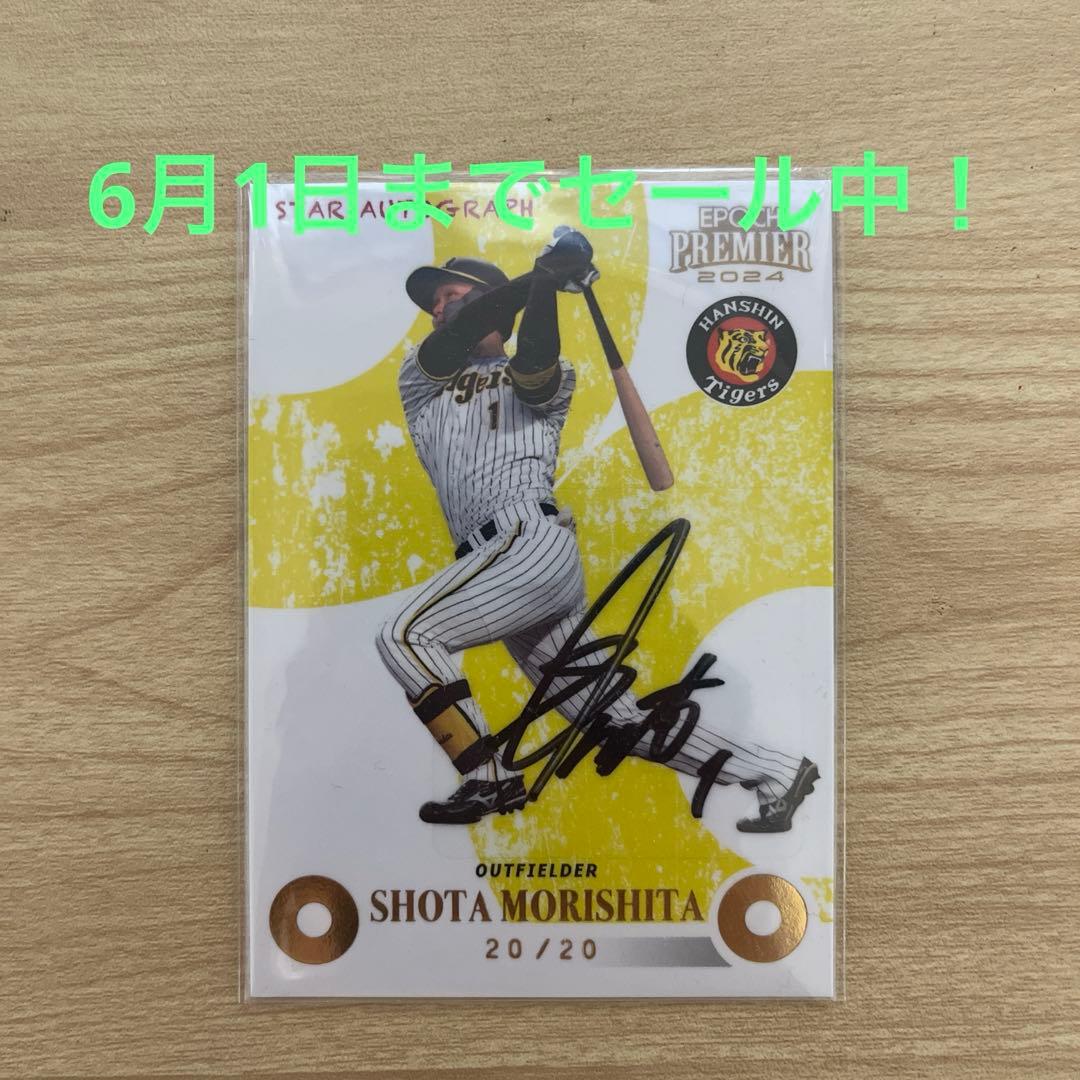 6月1日までセール中！
STAR AUTOGRAPH
EPOCH
PREMIER
2024
HANSHIN
Tigers
Tigers
1
OUTFIELDER
SHOTA MORISHITA
20/20